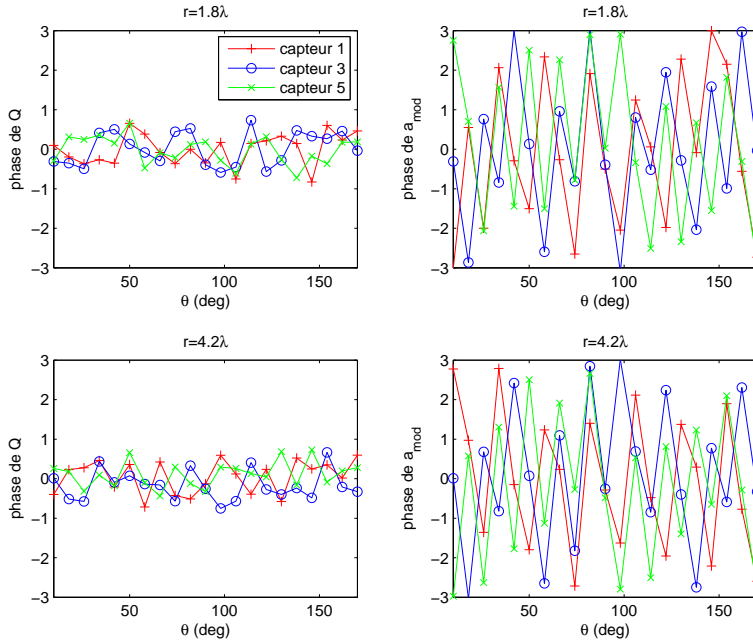 r=1.8λ
phase de Q
3
2
1
0
−1
−2
−3
50
100
150
θ (deg)
capteur 1
capteur 3
capteur 5
r=1.8λ
phase de a_mod
3
2
1
0
−1
−2
−3
50
100
150
θ (deg)
r=4.2λ
phase de Q
3
2
1
0
−1
−2
−3
50
100
150
θ (deg)
r=4.2λ
phase de a_mod
3
2
1
0
−1
−2
−3
50
100
150
θ (deg)